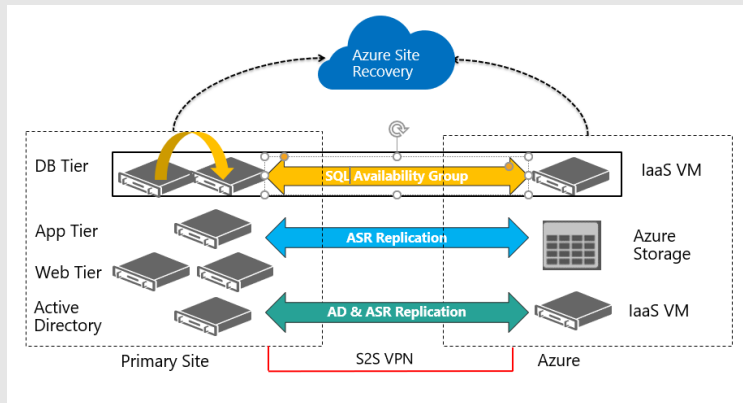 Azure Site
Recovery
DB Tier
SQL Availability Group
IaaS VM
App Tier
ASR Replication
Azure
Storage
Web Tier
Active
Directory
AD & ASR Replication
IaaS VM
Primary Site
S2S VPN
Azure